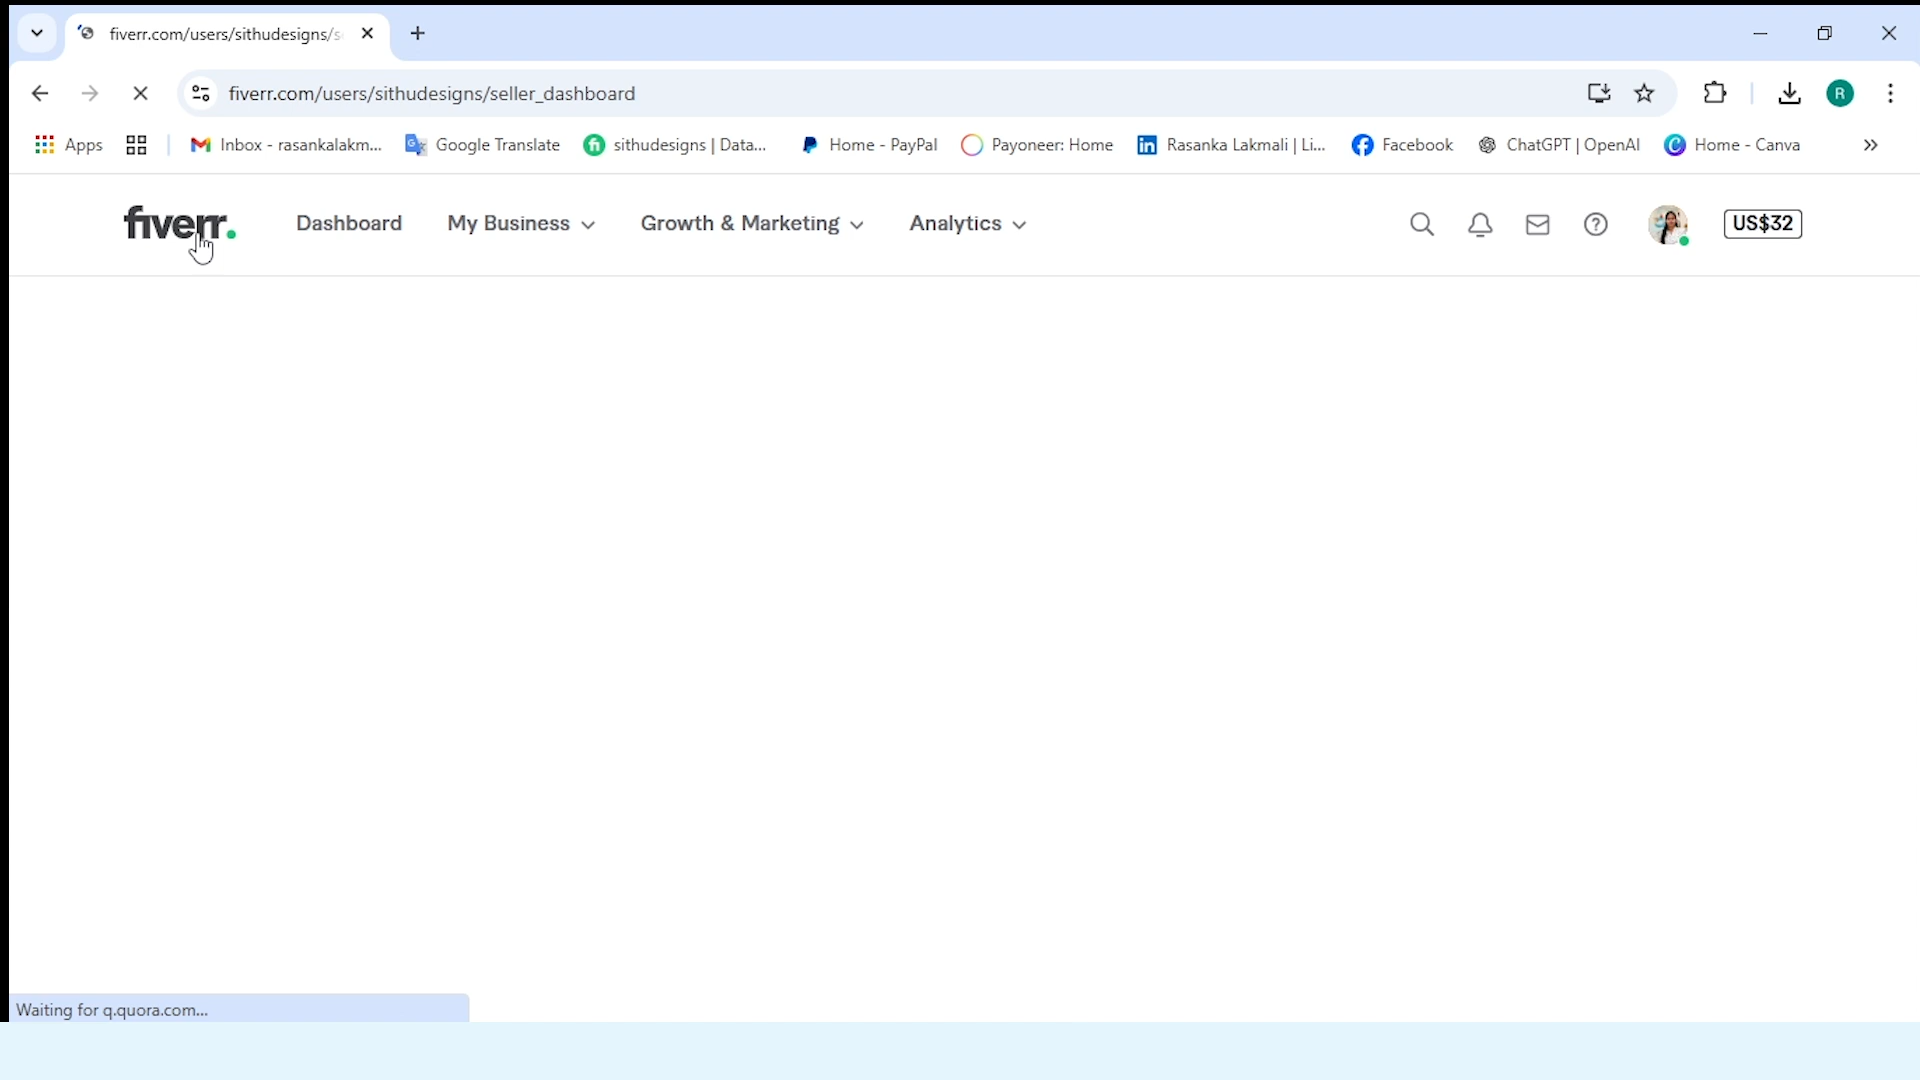 fiverr.com/users/sithudesigns/s
fiverr.com/users/sithudesigns/seller_dashboard
R
Apps
Inbox - rasankalakm...
Google Translate
sithudesigns | Data...
Home - PayPal
Payoneer: Home
Rasanka Lakmali | Li...
Facebook
ChatGPT | OpenAI
Home - Canva
fiverr.
Dashboard
My Business
Growth & Marketing
Analytics
US$32
Waiting for q.quora.com...